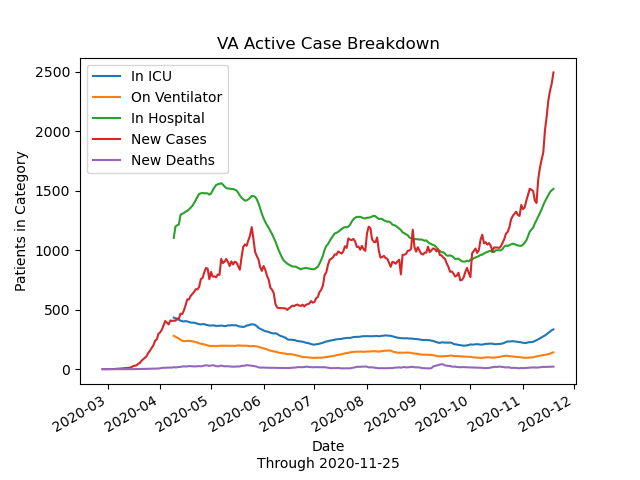 VA Active Case Breakdown
In ICU
On Ventilator
In Hospital
New Cases
New Deaths
Patients in Category
2500
2000
1500
1000
500
0
2020-03 2020-04 2020-05 2020-06 2020-07 2020-08 2020-09 2020-10 2020-11 2020-12
Date
Through 2020-11-25